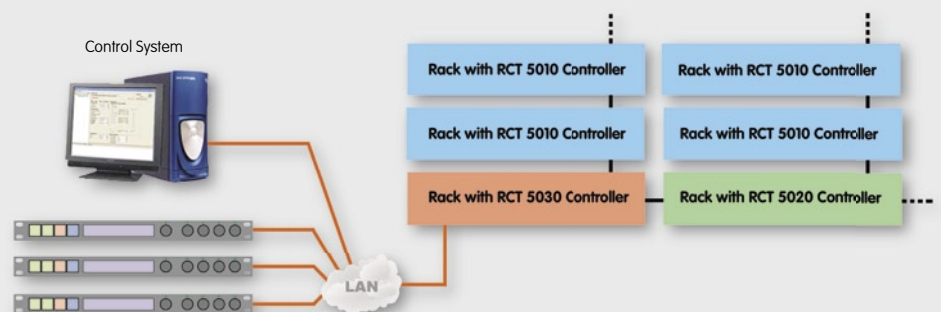 Control System
Rack with RCT 5010 Controller
Rack with RCT 5010 Controller
Rack with RCT 5010 Controller
Rack with RCT 5010 Controller
Rack with RCT 5030 Controller
Rack with RCT 5020 Controller
LAN